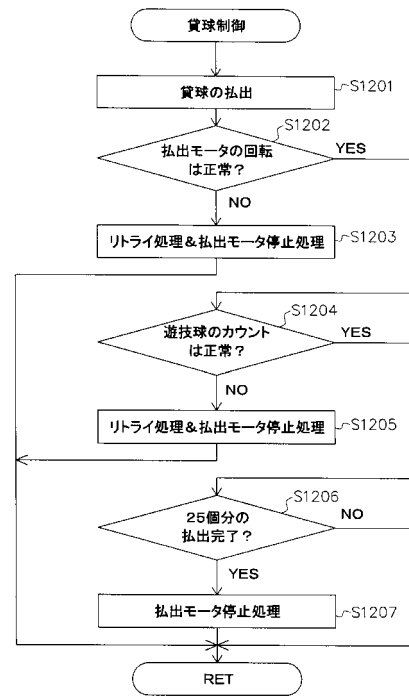 貸球制御
貸球の払出
S1201
S1202
払出モータの回転
は正常?
YES
NO
リトライ処理&払出モータ停止処理
S1203
S1204
遊技球のカウント
は正常?
YES
NO
リトライ処理&払出モータ停止処理
S1205
S1206
25個分の
払出完了?
NO
YES
払出モータ停止処理
S1207
RET